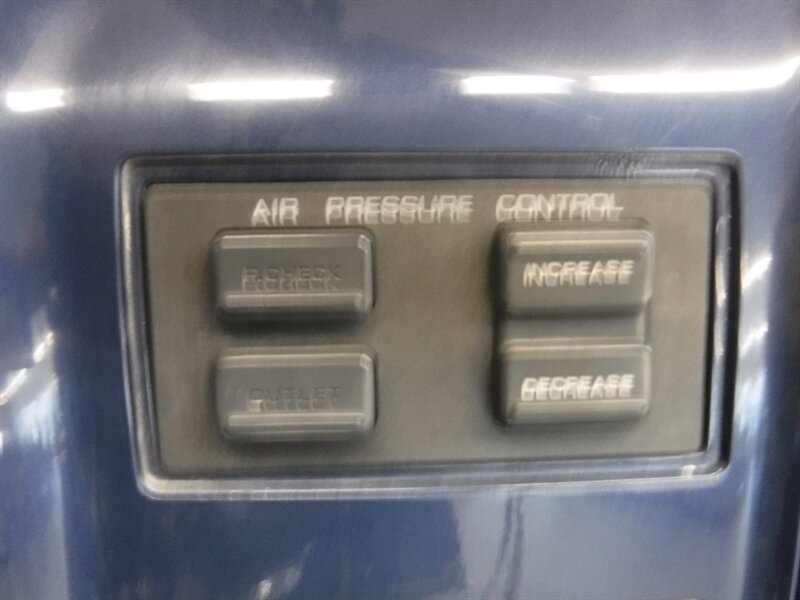 AIR PRESSURE CONTROL
P.CHECK INCREASE
OUTLET DECREASE